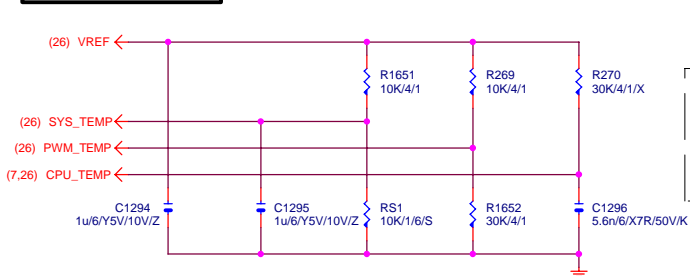 (26) VREF
R1651
10K/4/1
R269
10K/4/1
R270
30K/4/1/X
(26) SYS_TEMP
(26) PWM_TEMP
(7,26) CPU_TEMP
C1294
1u/6/Y5V/10V/Z
C1295
1u/6/Y5V/10V/Z
RS1
10K/1/6/S
R1652
30K/4/1
C1296
5.6n/6/X7R/50V/K